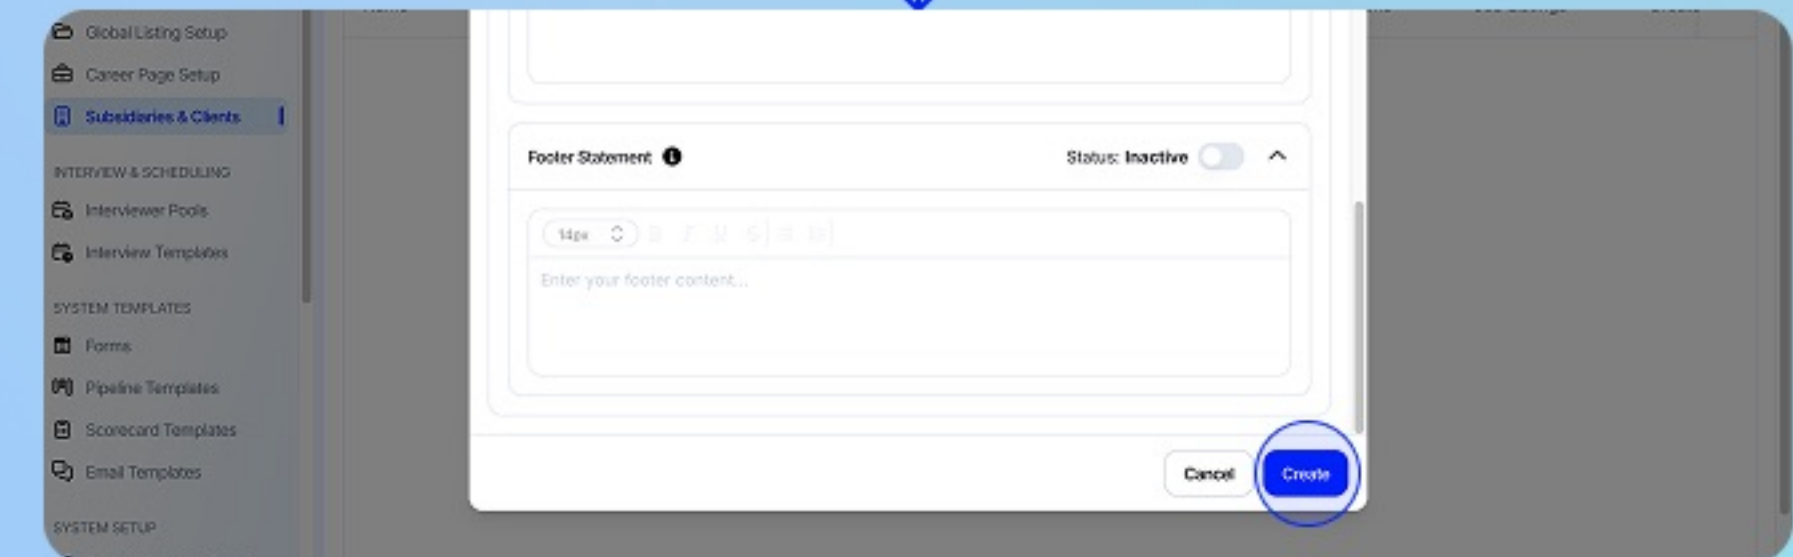 Global Listing Setup
Career Page Setup
Subsidiaries & Clients
INTERVIEW & SCHEDULING
Interviewer Pools
Interview Templates
SYSTEM TEMPLATES
Forms
Pipeline Templates
Scorecard Templates
Email Templates
SYSTEM SETUP
Footer Statement
Status: Inactive
14px
B I U S
Enter your footer content...
Cancel
Create